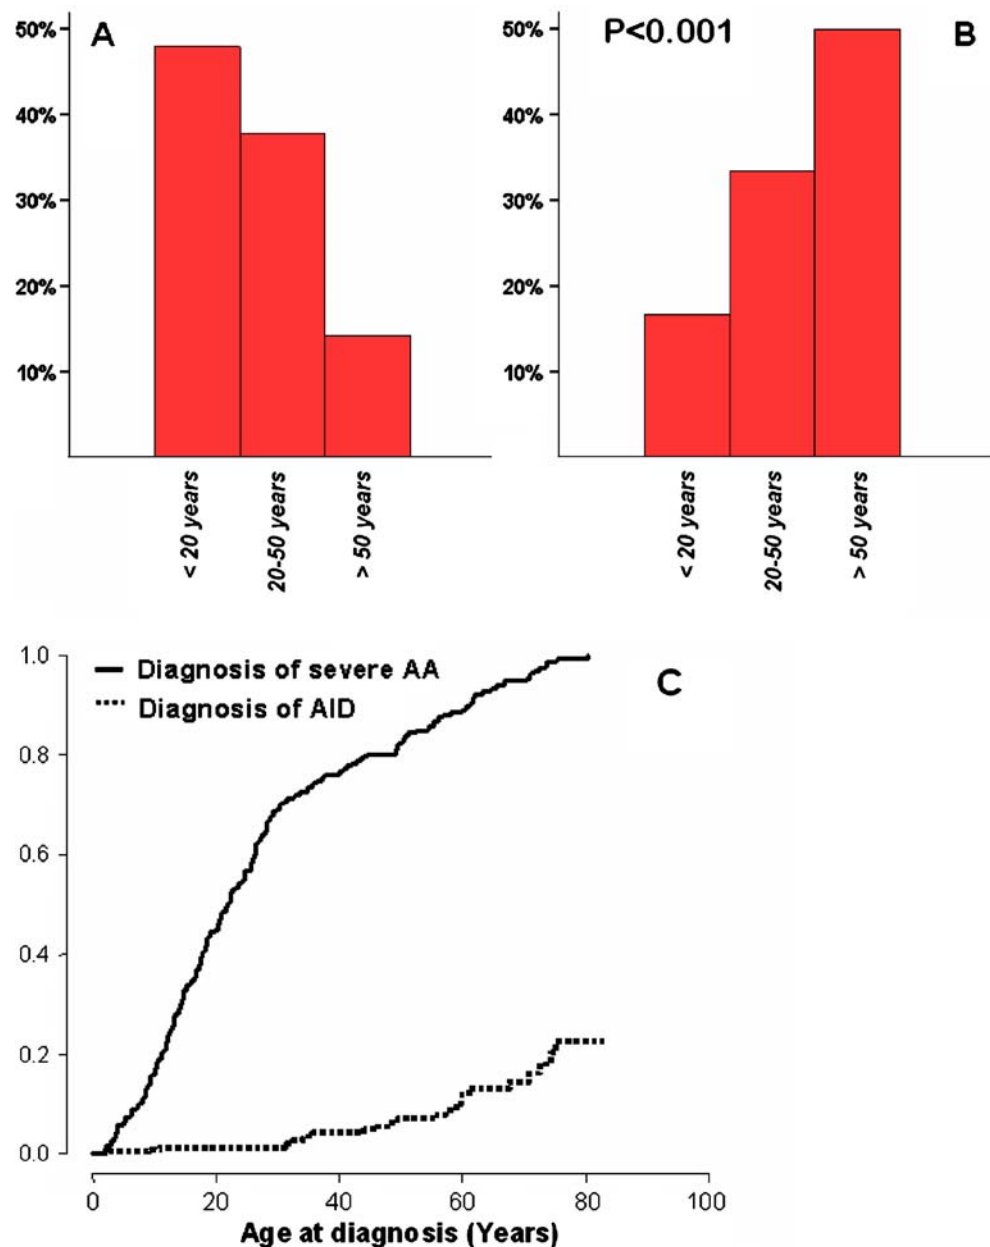 A
50%
40%
30%
20%
10%
< 20 years
20-50 years
> 50 years
P<0.001
B
50%
40%
30%
20%
10%
< 20 years
20-50 years
> 50 years
C
Diagnosis of severe AA
Diagnosis of AID
1.0
0.8
0.6
0.4
0.2
0.0
0 20 40 60 80 100
Age at diagnosis (Years)